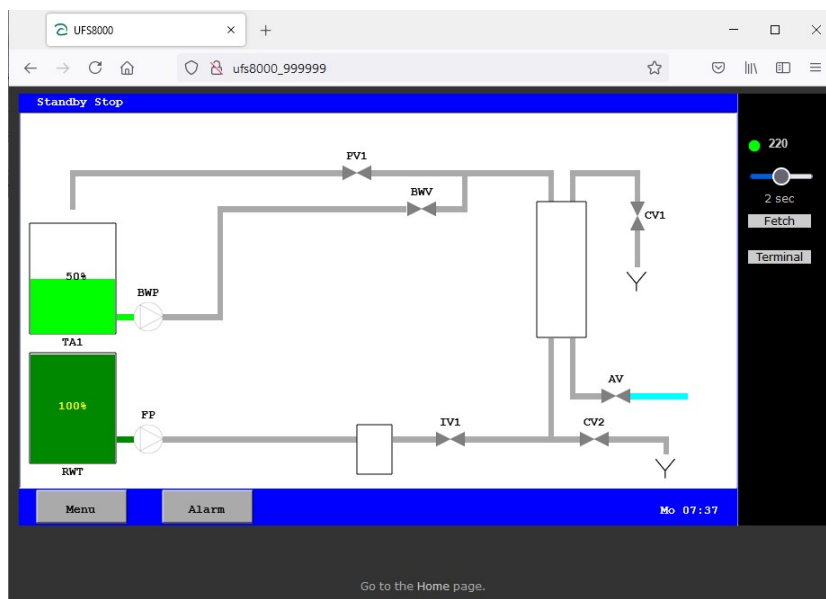 UFS8000
ufs8000_999999
Standby Stop
220
2 sec
Fetch
Terminal
PV1
BWV
CV1
50%
BWP
TA1
AV
100%
FP
IV1
CV2
RWT
Menu
Alarm
Mo 07:37
Go to the Home page.